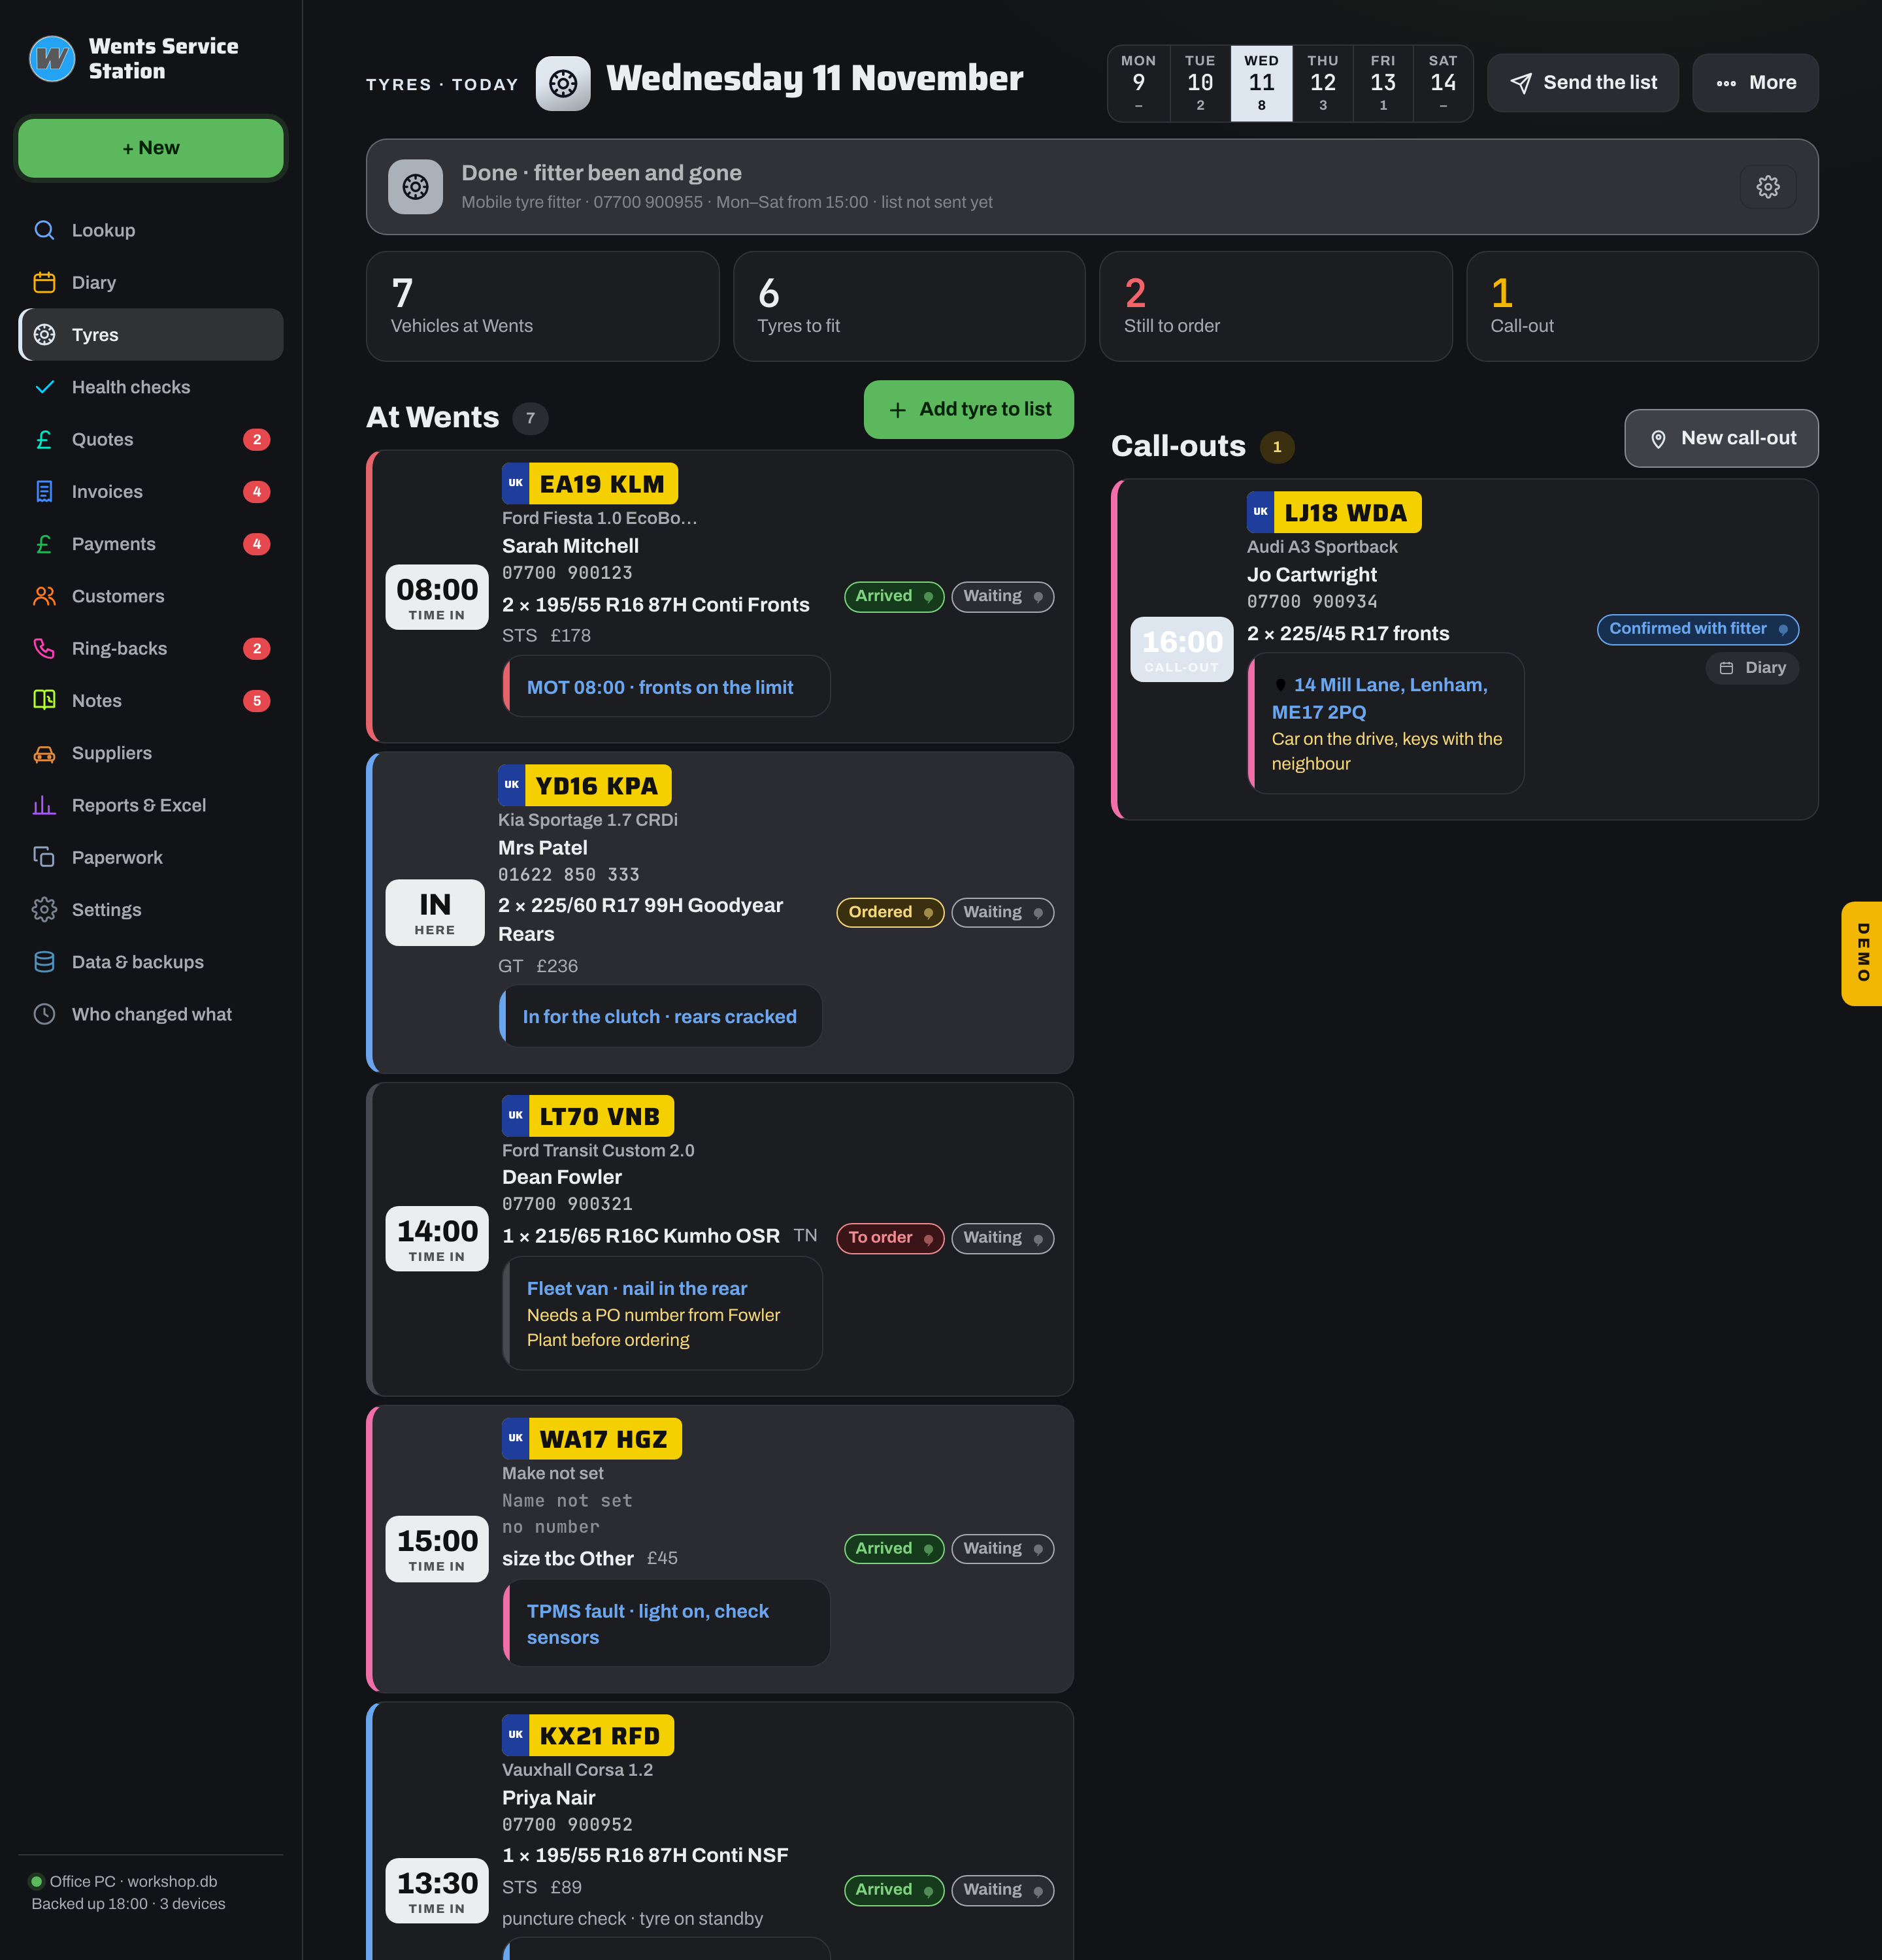 Wents Service
Station
+ New
Lookup
Diary
Tyres
Health checks
Quotes 2
Invoices 4
Payments 4
Customers
Ring-backs 2
Notes 5
Suppliers
Reports & Excel
Paperwork
Settings
Data & backups
Who changed what
Office PC · workshop.db
Backed up 18:00 · 3 devices
TYRES · TODAY
Wednesday 11 November
MON 9 –
TUE 10 2
WED 11 8
THU 12 3
FRI 13 1
SAT 14 –
Send the list
More
Done · fitter been and gone
Mobile tyre fitter · 07700 900955 · Mon–Sat from 15:00 · list not sent yet
7
Vehicles at Wents
6
Tyres to fit
2
Still to order
1
Call-out
At Wents 7
Add tyre to list
08:00
TIME IN
UK EA19 KLM
Ford Fiesta 1.0 EcoBo...
Sarah Mitchell
07700 900123
2 × 195/55 R16 87H Conti Fronts
STS £178
Arrived
Waiting
MOT 08:00 · fronts on the limit
IN
HERE
UK YD16 KPA
Kia Sportage 1.7 CRDi
Mrs Patel
01622 850 333
2 × 225/60 R17 99H Goodyear
Rears
GT £236
Ordered
Waiting
In for the clutch · rears cracked
14:00
TIME IN
UK LT70 VNB
Ford Transit Custom 2.0
Dean Fowler
07700 900321
1 × 215/65 R16C Kumho OSR TN
To order
Waiting
Fleet van · nail in the rear
Needs a PO number from Fowler
Plant before ordering
15:00
TIME IN
UK WA17 HGZ
Make not set
Name not set
no number
size tbc Other £45
Arrived
Waiting
TPMS fault · light on, check
sensors
13:30
TIME IN
UK KX21 RFD
Vauxhall Corsa 1.2
Priya Nair
07700 900952
1 × 195/55 R16 87H Conti NSF
STS £89
puncture check · tyre on standby
Arrived
Waiting
Call-outs 1
New call-out
16:00
CALL-OUT
UK LJ18 WDA
Audi A3 Sportback
Jo Cartwright
07700 900934
2 × 225/45 R17 fronts
Confirmed with fitter
Diary
14 Mill Lane, Lenham,
ME17 2PQ
Car on the drive, keys with the
neighbour
DEMO